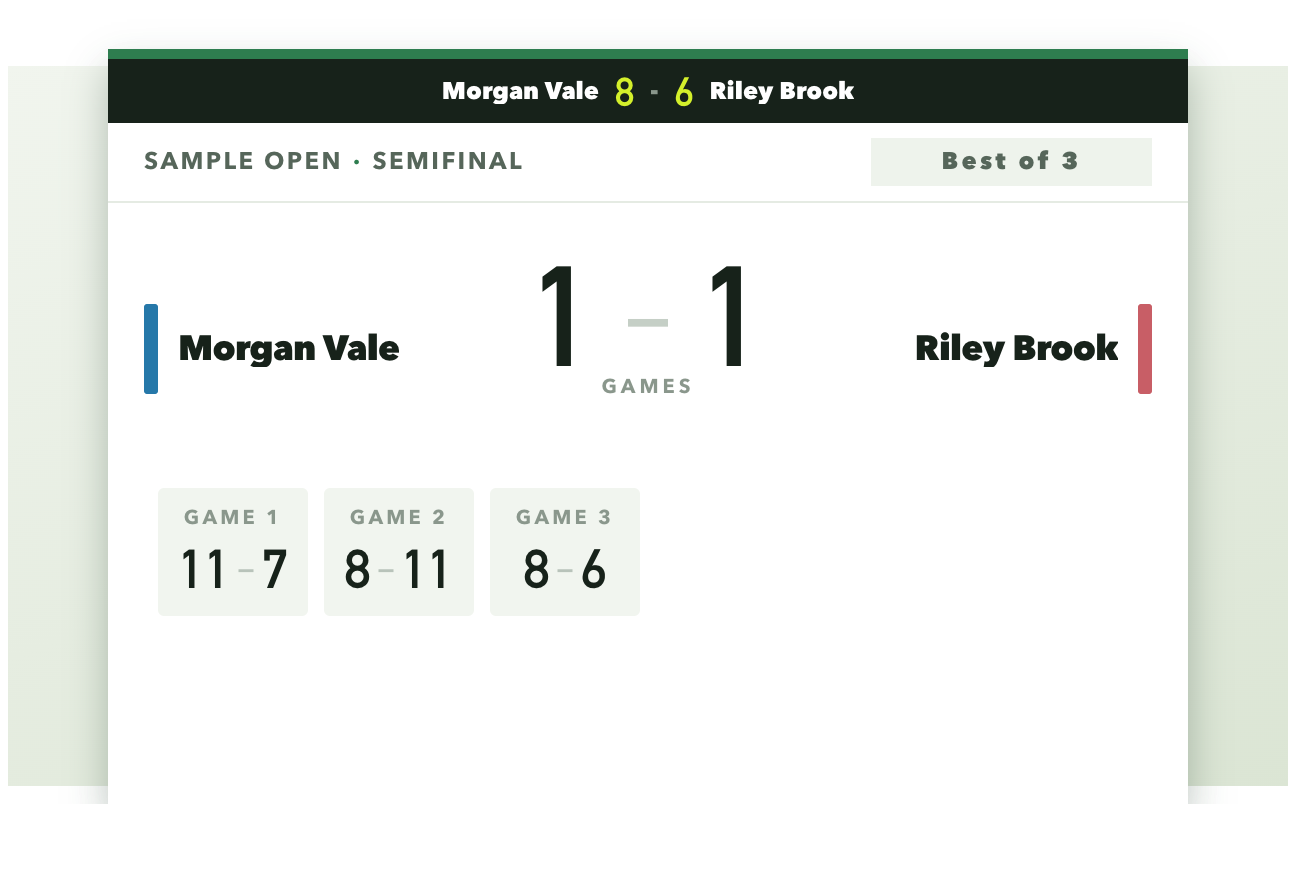 Morgan Vale 8 - 6 Riley Brook
SAMPLE OPEN · SEMIFINAL
Best of 3
Morgan Vale
1 – 1
GAMES
Riley Brook
GAME 1
11 – 7
GAME 2
8 – 11
GAME 3
8 – 6